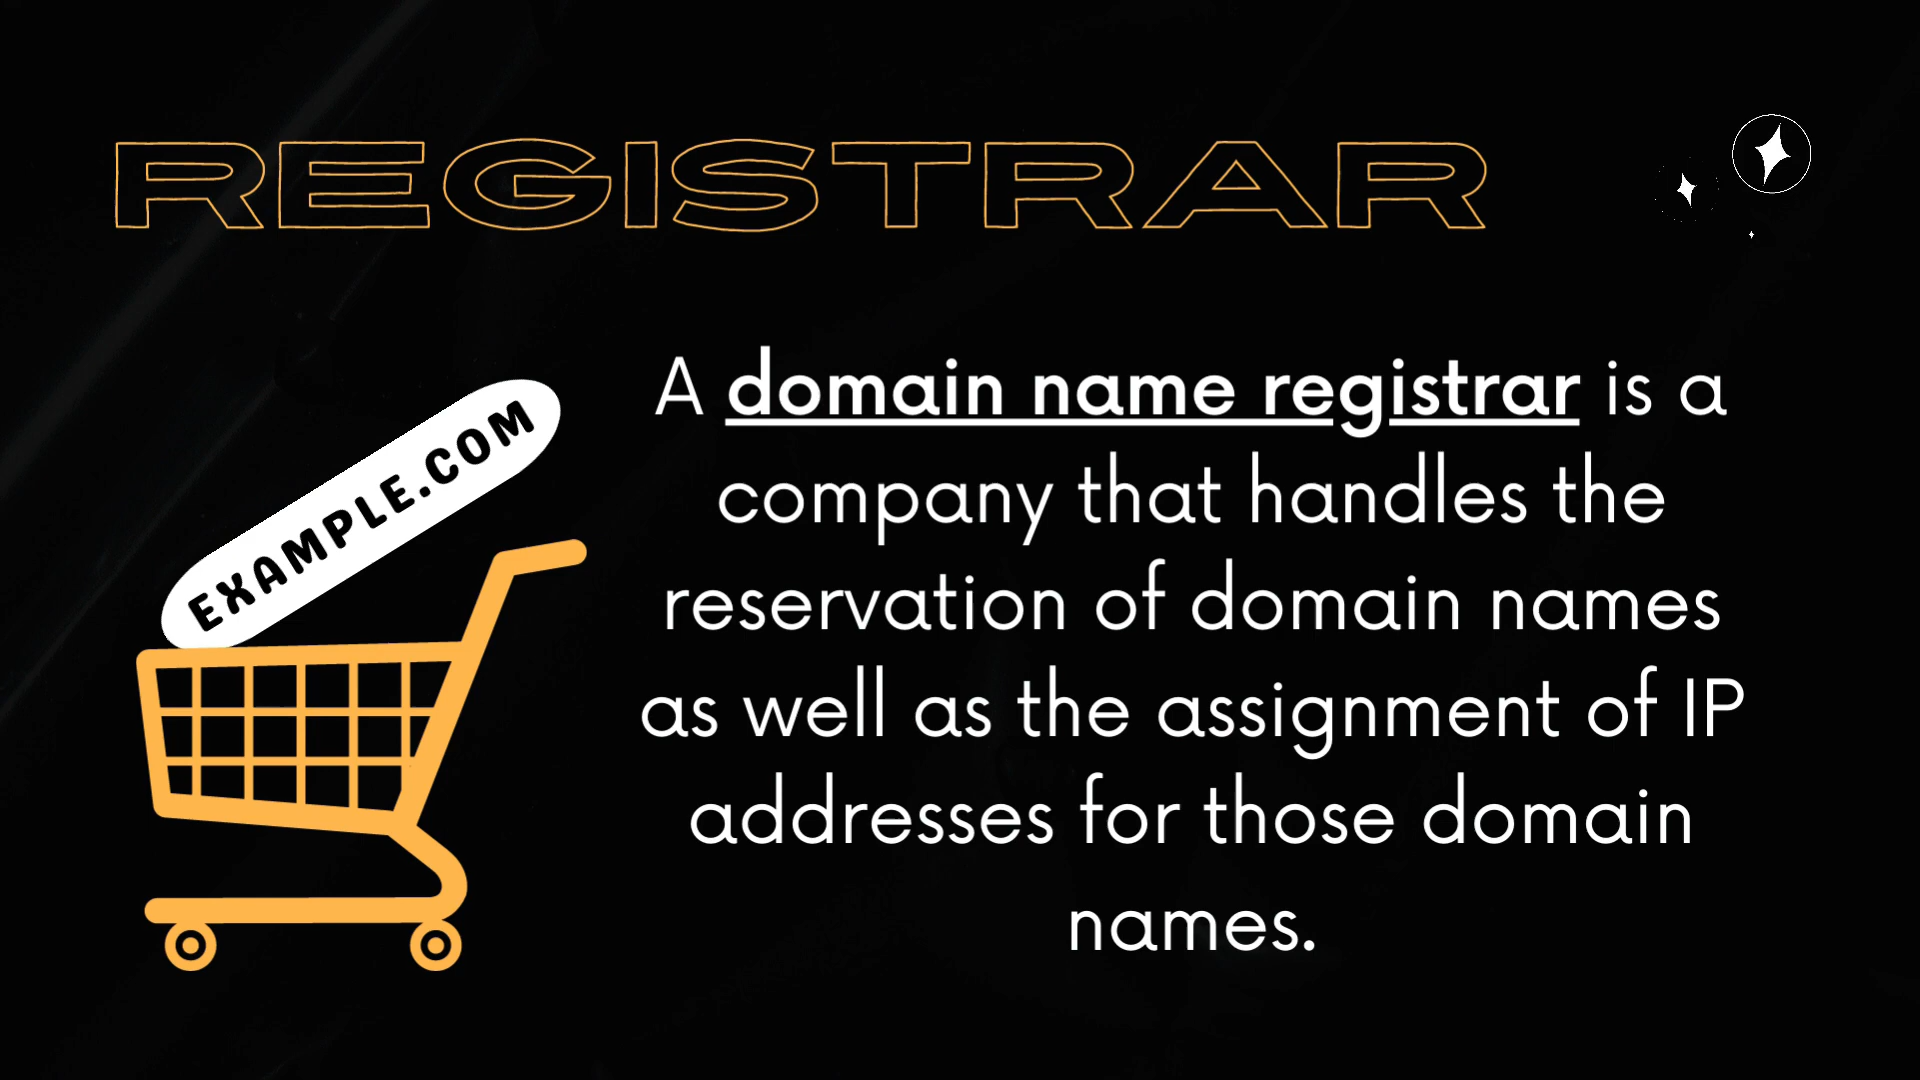 REGISTRAR
EXAMPLE.COM
A domain name registrar is a
company that handles the
reservation of domain names
as well as the assignment of IP
addresses for those domain
names.